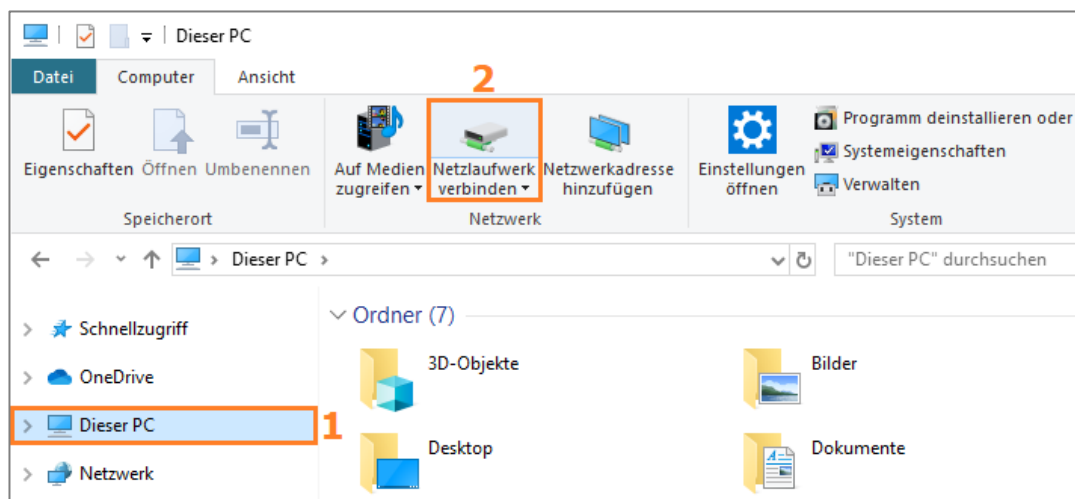 Dieser PC
Datei Computer Ansicht
2
Eigenschaften Öffnen Umbenennen
Speicherort
Auf Medien zugreifen
Netzlaufwerk verbinden
Netzwerkadresse hinzufügen
Netzwerk
Einstellungen öffnen
Programm deinstallieren oder
Systemeigenschaften
Verwalten
System
Dieser PC
"Dieser PC" durchsuchen
Schnellzugriff
OneDrive
Dieser PC
1
Netzwerk
Ordner (7)
3D-Objekte
Bilder
Desktop
Dokumente